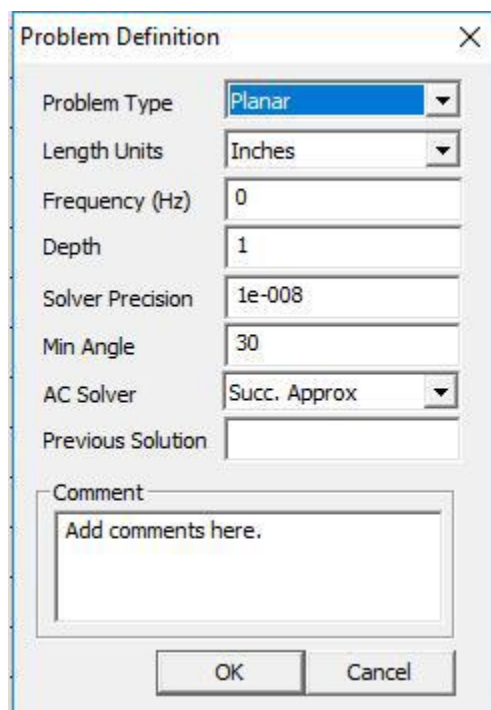 Problem Definition
Problem Type Planar
Length Units Inches
Frequency (Hz) 0
Depth 1
Solver Precision 1e-008
Min Angle 30
AC Solver Succ. Approx
Previous Solution
Comment
Add comments here.
OK Cancel